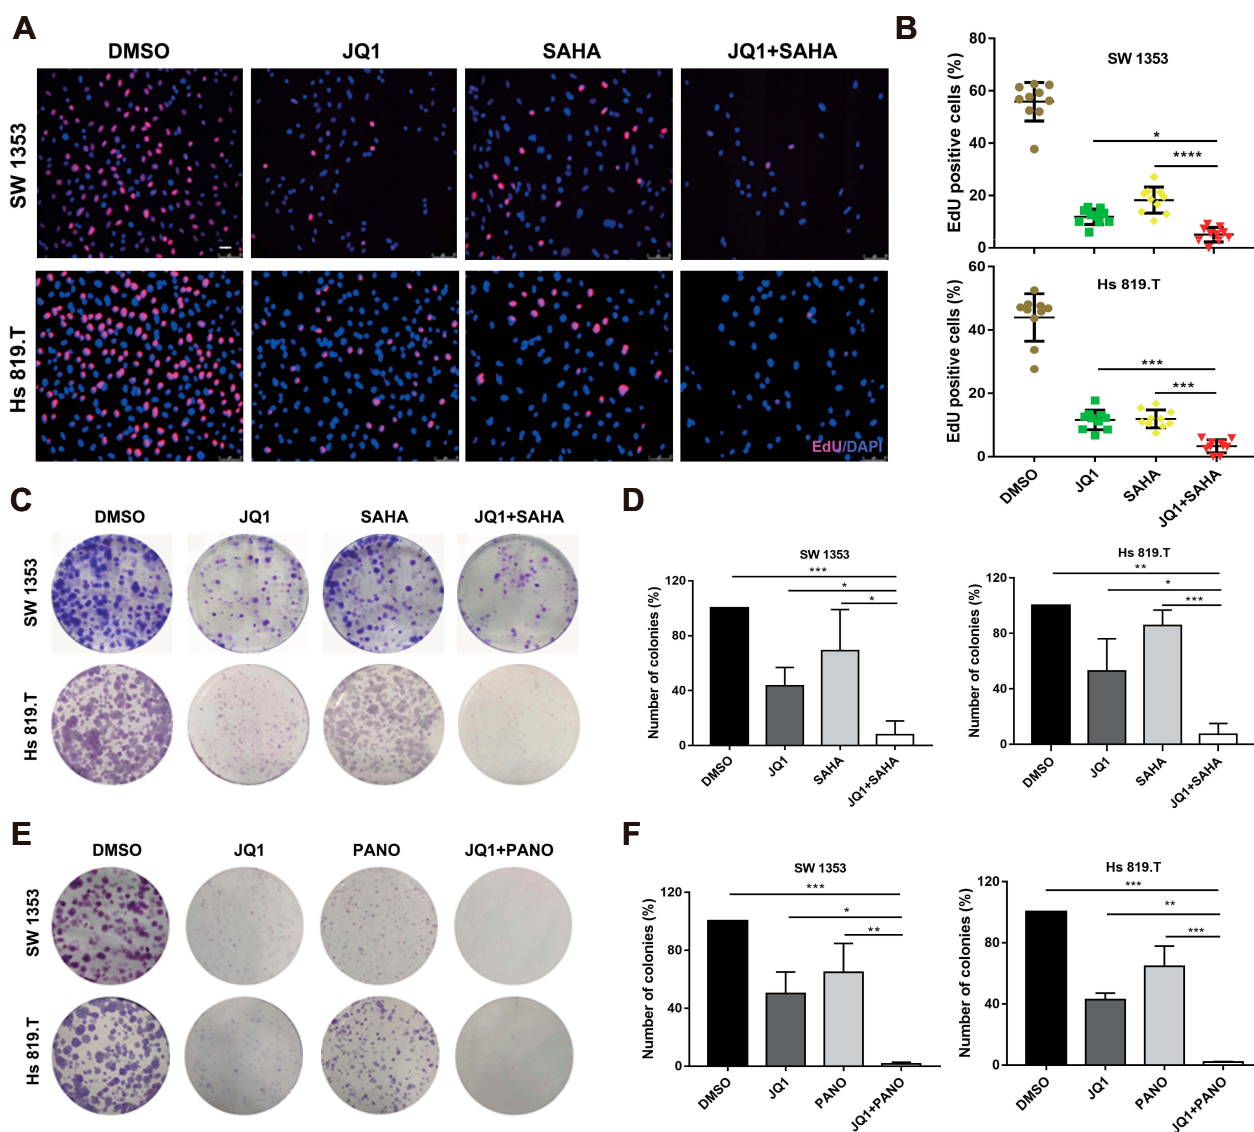 A
DMSO
JQ1
SAHA
JQ1+SAHA
SW 1353
Hs 819.T
EdU/DAPI
B
EdU positive cells (%)
80
60
40
20
0
SW 1353
*
****
EdU positive cells (%)
60
40
20
0
Hs 819.T
***
***
DMSO
JQ1
SAHA
JQ1+SAHA
C
DMSO
JQ1
SAHA
JQ1+SAHA
SW 1353
Hs 819.T
D
SW 1353
Number of colonies (%)
120
80
40
0
***
*
*
DMSO
JQ1
SAHA
JQ1+SAHA
Hs 819.T
Number of colonies (%)
120
80
40
0
**
*
***
DMSO
JQ1
SAHA
JQ1+SAHA
E
DMSO
JQ1
PANO
JQ1+PANO
SW 1353
Hs 819.T
F
SW 1353
Number of colonies (%)
120
80
40
0
***
*
**
DMSO
JQ1
PANO
JQ1+PANO
Hs 819.T
Number of colonies (%)
120
80
40
0
***
**
***
DMSO
JQ1
PANO
JQ1+PANO